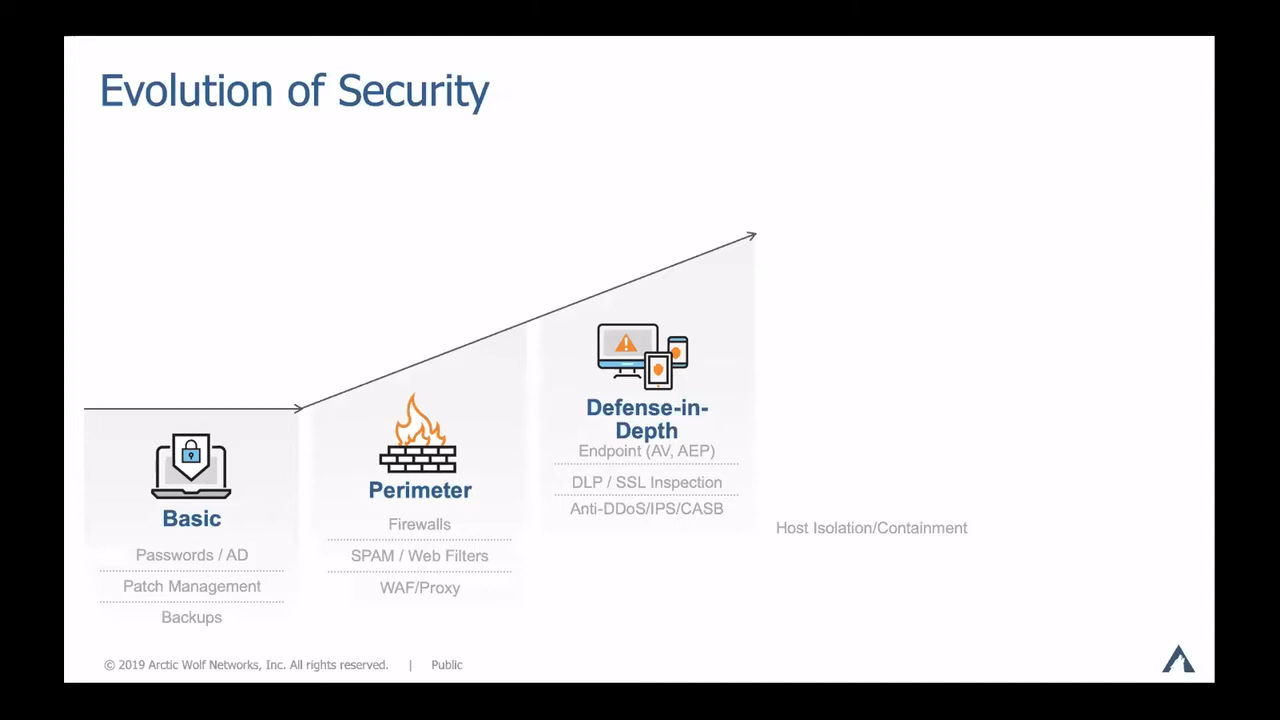 Evolution of Security
Basic
Passwords / AD
Patch Management
Backups
Perimeter
Firewalls
SPAM / Web Filters
WAF/Proxy
Defense-in-
Depth
Endpoint (AV, AEP)
DLP / SSL Inspection
Anti-DDoS/IPS/CASB
Host Isolation/Containment
© 2019 Arctic Wolf Networks, Inc. All rights reserved. | Public